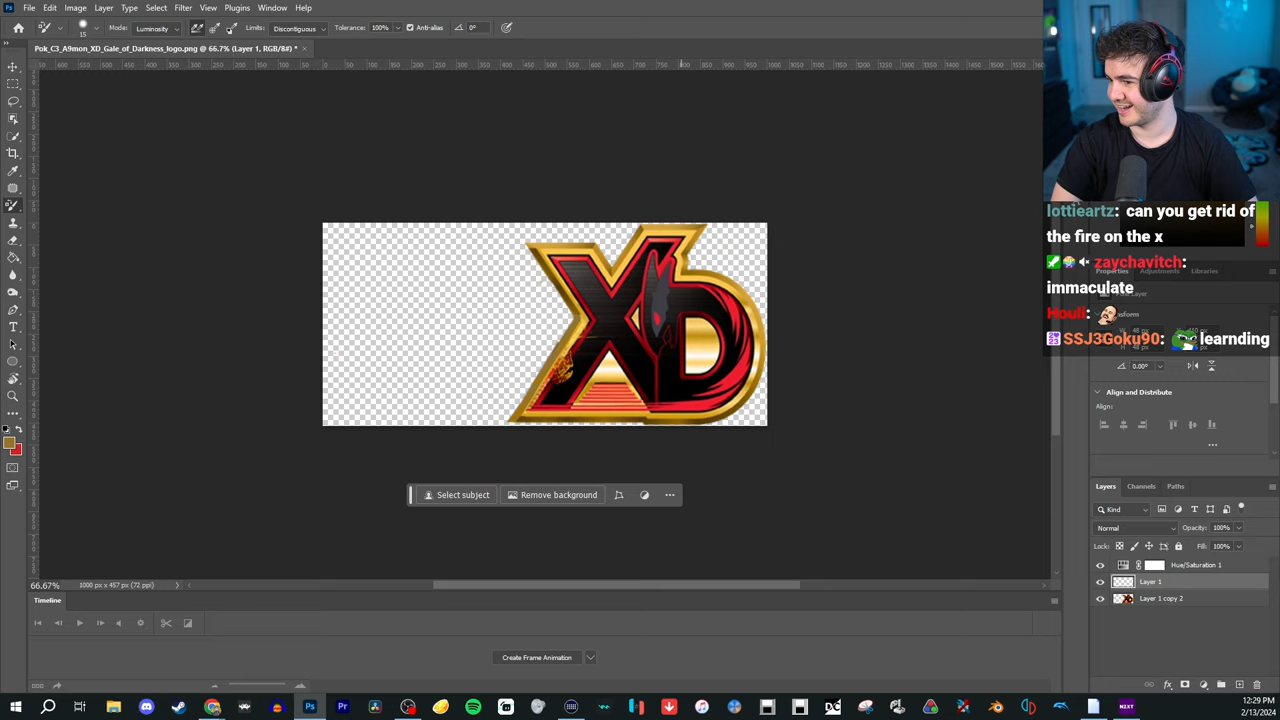 File Edit Image Layer Type Select Filter View Plugins Window Help
15 Mode: Luminosity Limits: Discontiguous Tolerance: 100% Anti-alias 0°
Pok_C3_A9mon_XD_Gale_of_Darkness_logo.png @ 66.7% (Layer 1, RGB/8#) *
XD
Select subject Remove background
lottieartz: can you get rid of
the fire on the x
zaychavitch:
immaculate
Houli:
SSJ3Goku90: learnding
Properties Adjustments Libraries
0.00°
Align and Distribute
Align:
Layers Channels Paths
Kind
Normal Opacity: 100%
Lock: Fill: 100%
Hue/Saturation 1
Layer 1
Layer 1 copy 2
66.67% 1000 px x 457 px (72 ppi)
Timeline
Create Frame Animation
12:29 PM
2/13/2024